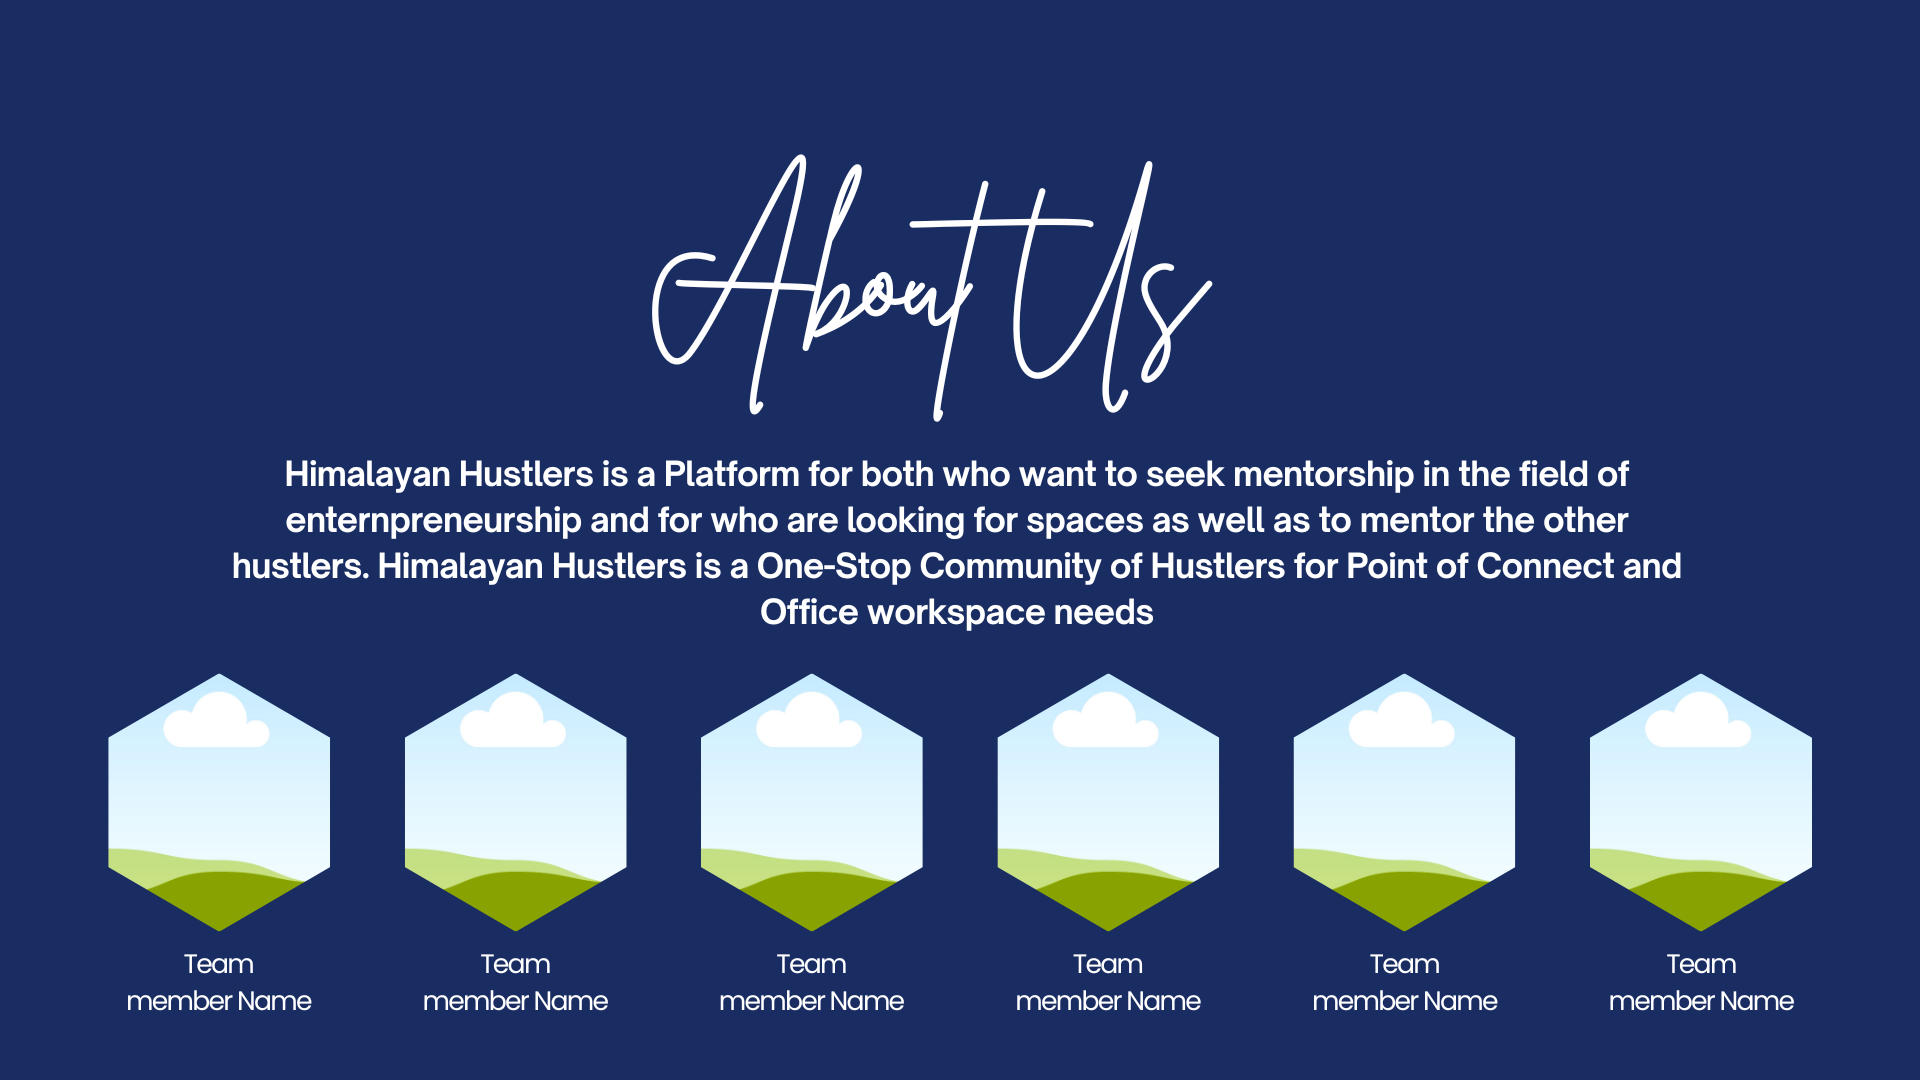 About Us
Himalayan Hustlers is a Platform for both who want to seek mentorship in the field of
enternpreneurship and for who are looking for spaces as well as to mentor the other
hustlers. Himalayan Hustlers is a One-Stop Community of Hustlers for Point of Connect and
Office workspace needs
Team
member Name
Team
member Name
Team
member Name
Team
member Name
Team
member Name
Team
member Name